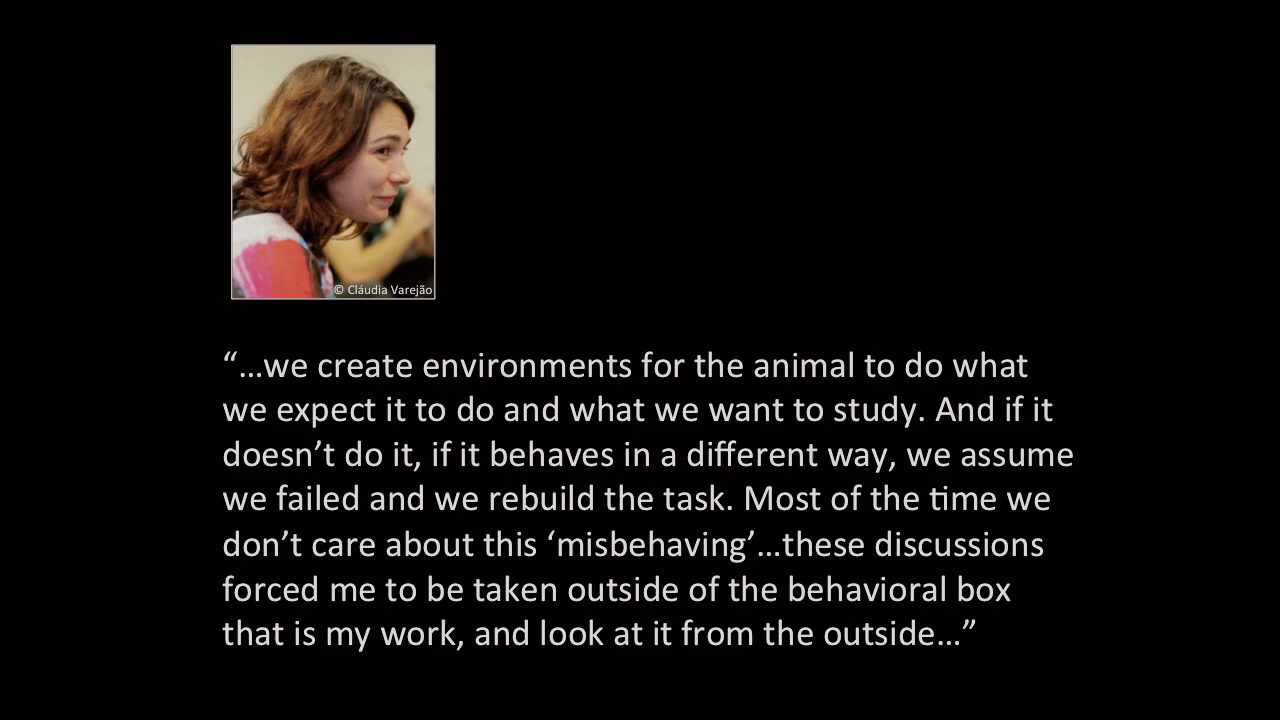 © Cláudia Varejão
“…we create environments for the animal to do what
we expect it to do and what we want to study. And if it
doesn’t do it, if it behaves in a different way, we assume
we failed and we rebuild the task. Most of the time we
don’t care about this ‘misbehaving’…these discussions
forced me to be taken outside of the behavioral box
that is my work, and look at it from the outside…”